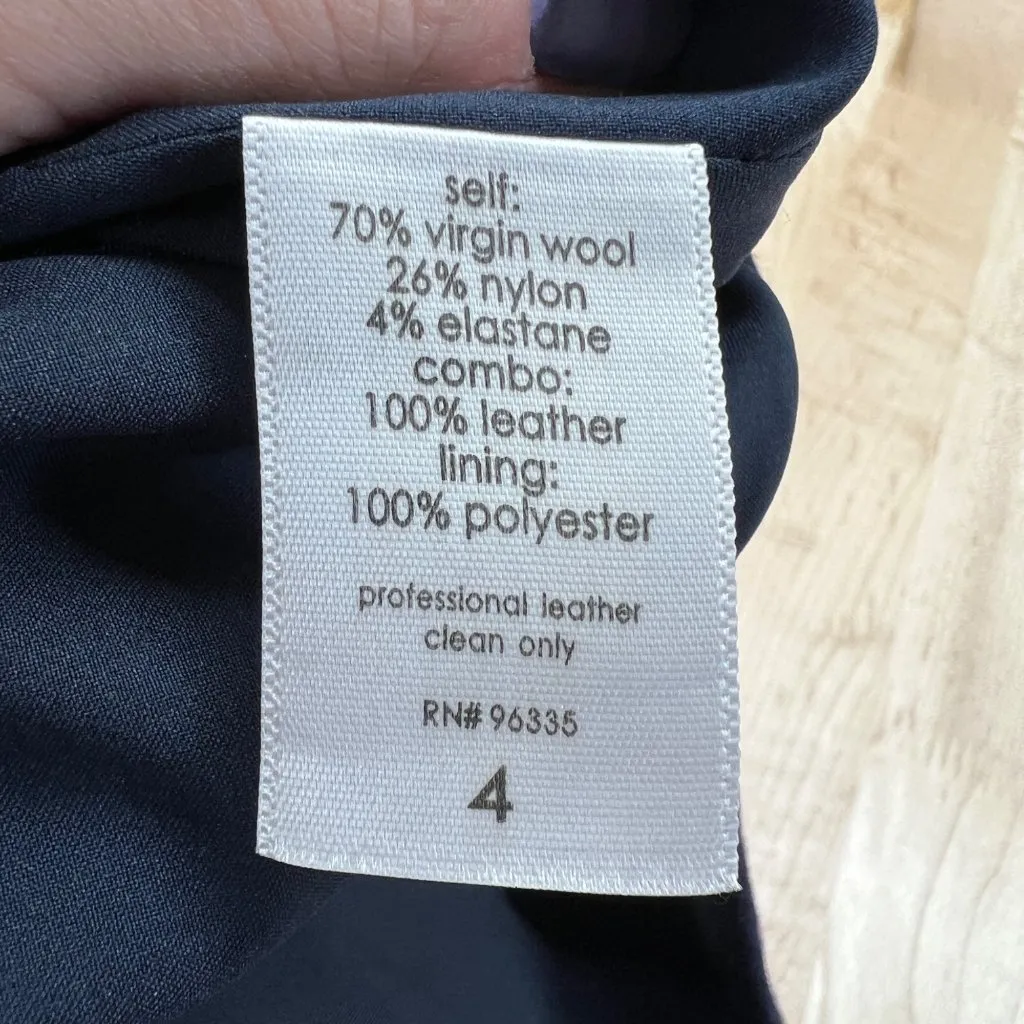 self:
70% virgin wool
26% nylon
4% elastane
combo:
100% leather
lining:
100% polyester
professional leather
clean only
RN# 96335
4